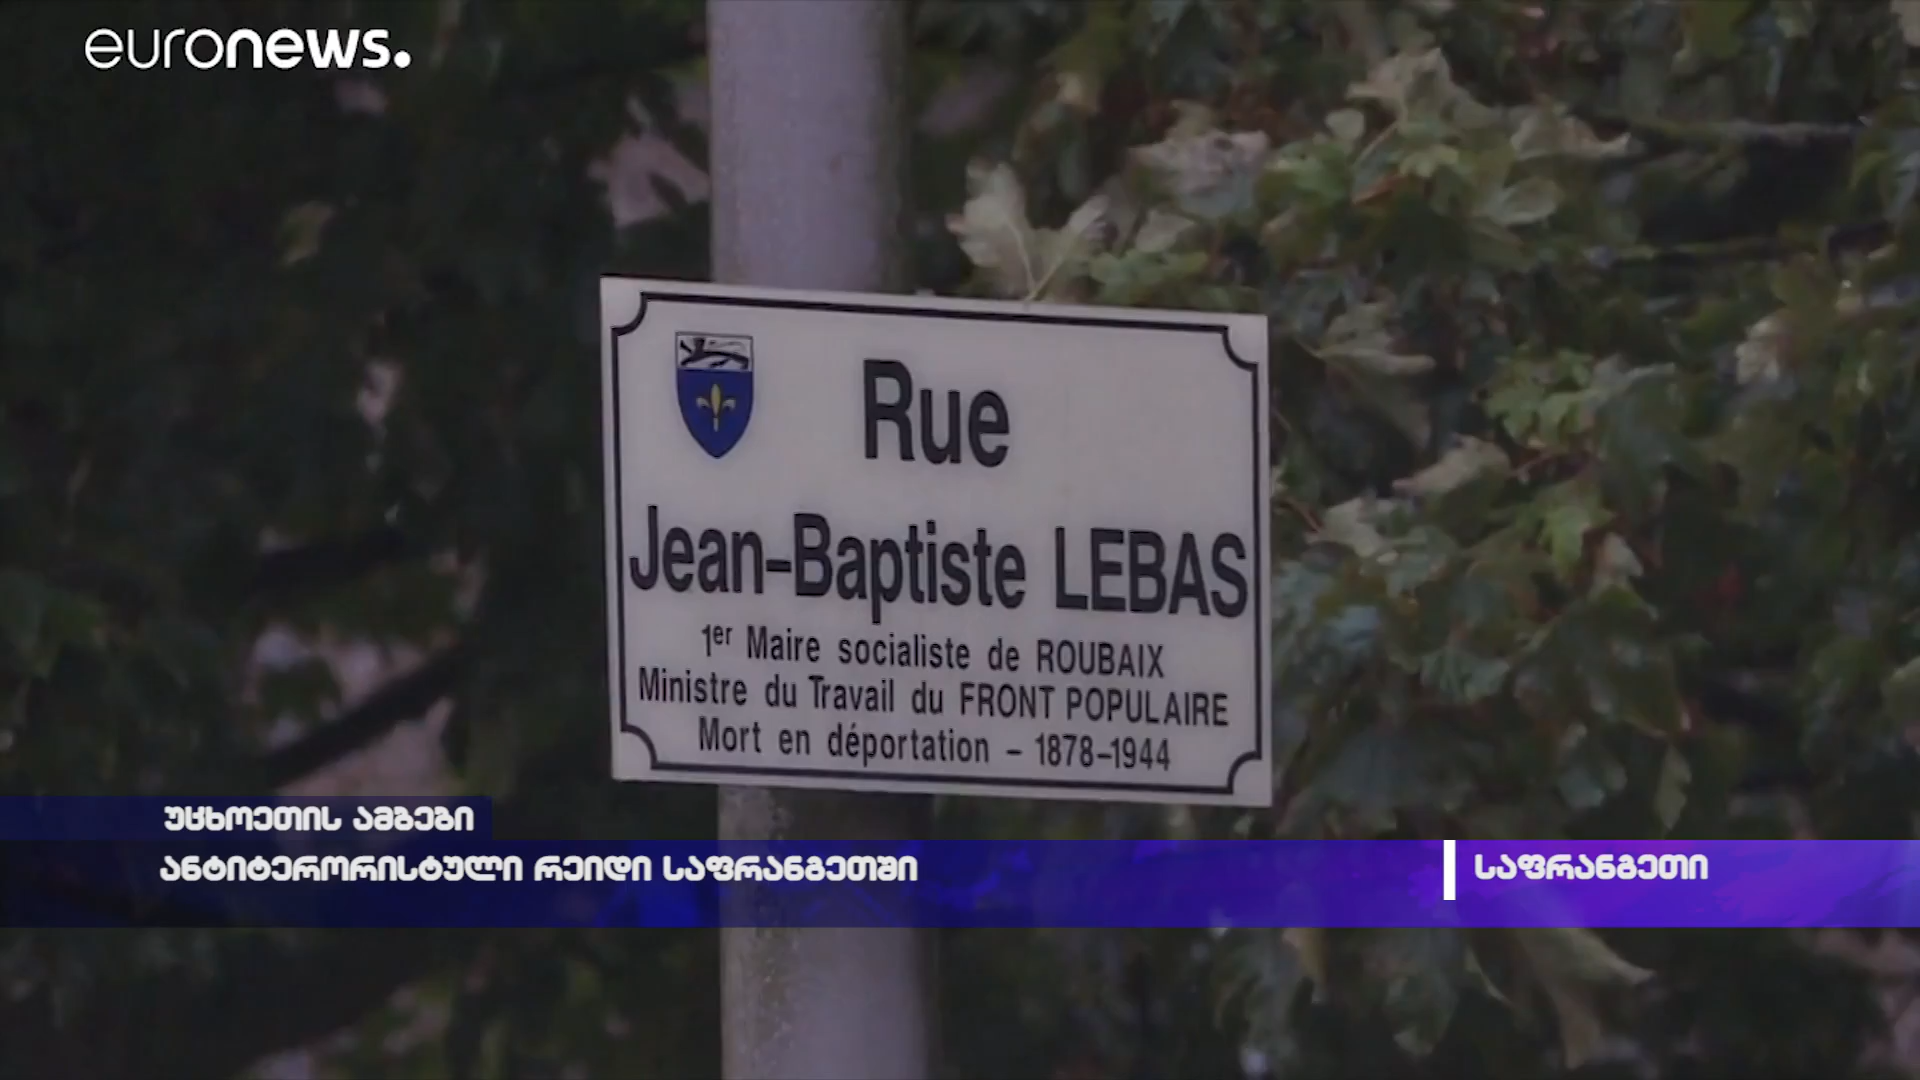 euronews.
Rue
Jean-Baptiste LEBAS
1er Maire socialiste de ROUBAIX
Ministre du Travail du FRONT POPULAIRE
Mort en déportation - 1878-1944
უცხოეთის ამბები
ანტიტერორისტული რეიდი საფრანგეთში
საფრანგეთი